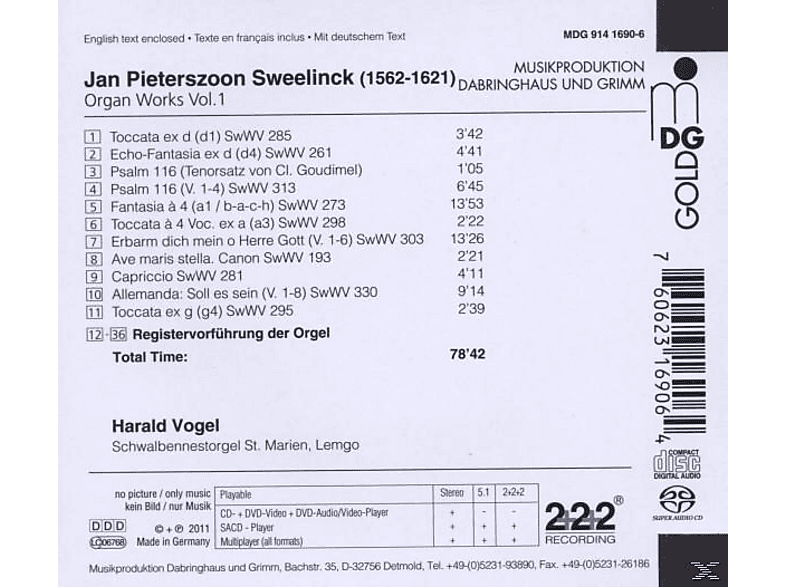 English text enclosed • Texte en français inclus • Mit deutschem Text
MDG 914 1690-6
Jan Pieterszoon Sweelinck (1562-1621)
Organ Works Vol.1
MUSIKPRODUKTION
DABRINGHAUS UND GRIMM
MDG
GOLD
1 Toccata ex d (d1) SwWV 285 3'42
2 Echo-Fantasia ex d (d4) SwWV 261 4'41
3 Psalm 116 (Tenorsatz von Cl. Goudimel) 1'05
4 Psalm 116 (V. 1-4) SwWV 313 6'45
5 Fantasia à 4 (a1 / b-a-c-h) SwWV 273 13'53
6 Toccata à 4 Voc. ex a (a3) SwWV 298 2'22
7 Erbarm dich mein o Herre Gott (V. 1-6) SwWV 303 13'26
8 Ave maris stella. Canon SwWV 193 2'21
9 Capriccio SwWV 281 4'11
10 Allemanda: Soll es sein (V. 1-8) SwWV 330 9'14
11 Toccata ex g (g4) SwWV 295 2'39
12 - 36 Registervorführung der Orgel
Total Time: 78'42
7 60623 16906 4
Harald Vogel
Schwalbennestorgel St. Marien, Lemgo
COMPACT
disc
DIGITAL AUDIO
SUPER AUDIO CD
no picture / only music
kein Bild / nur Musik
DDD
LC06768
© + ℗ 2011
Made in Germany
Playable Stereo 5.1 2+2+2
CD- + DVD-Video + DVD-Audio/Video-Player + - -
SACD - Player + + +
Multiplayer (all formats) + + +
2+2+2®
RECORDING
Musikproduktion Dabringhaus und Grimm, Bachstr. 35, D-32756 Detmold, Tel. +49-(0)5231-93890, Fax. +49-(0)5231-26186